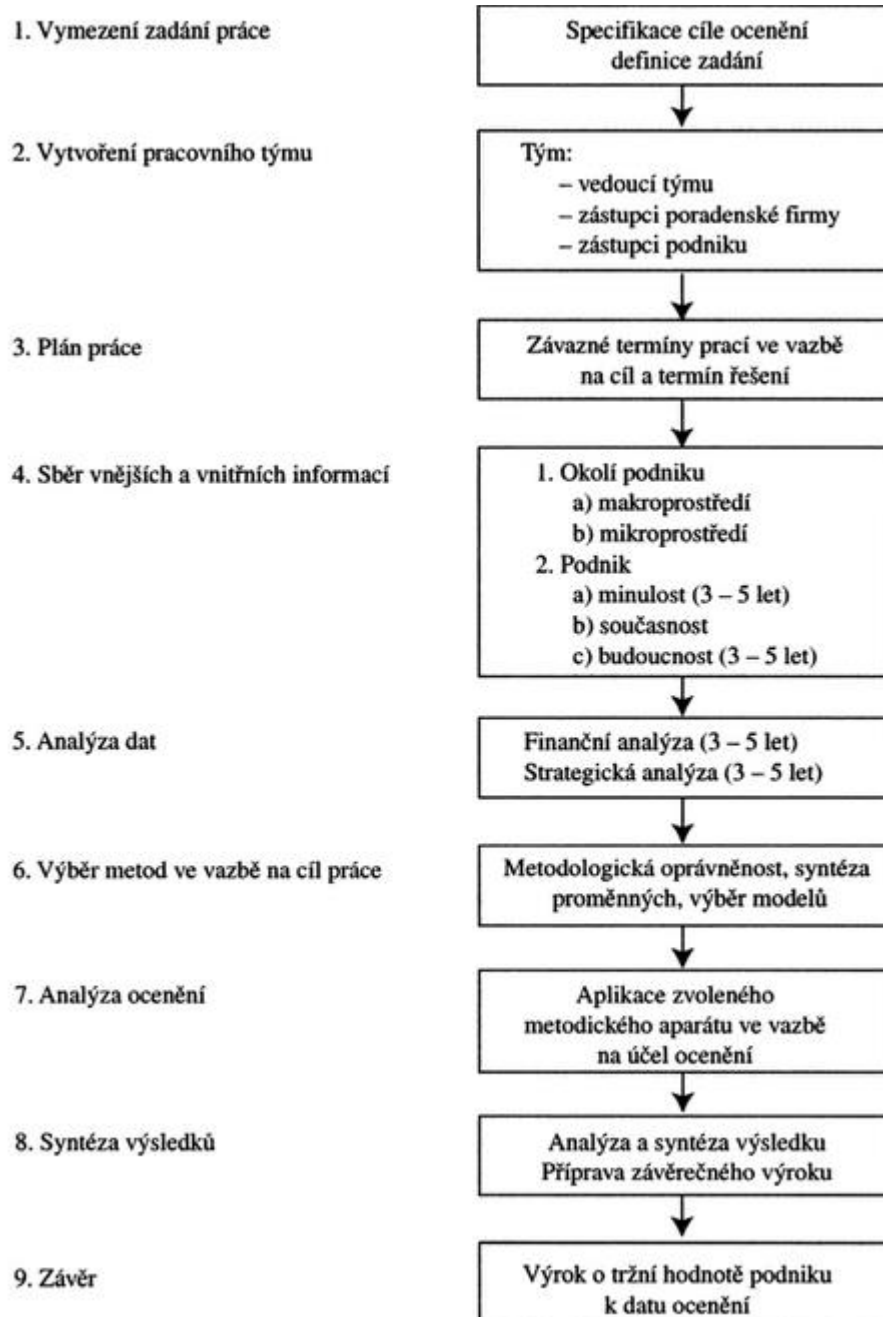 1. Vymezení zadání práce
Specifikace cíle ocenění
definice zadání
2. Vytvoření pracovního týmu
Tým:
– vedoucí týmu
– zástupci poradenské firmy
– zástupci podniku
3. Plán práce
Závazné termíny prací ve vazbě
na cíl a termín řešení
4. Sběr vnějších a vnitřních informací
1. Okolí podniku
a) makroprostředí
b) mikroprostředí
2. Podnik
a) minulost (3 – 5 let)
b) současnost
c) budoucnost (3 – 5 let)
5. Analýza dat
Finanční analýza (3 – 5 let)
Strategická analýza (3 – 5 let)
6. Výběr metod ve vazbě na cíl práce
Metodologická oprávněnost, syntéza
proměnných, výběr modelů
7. Analýza ocenění
Aplikace zvoleného
metodického aparátu ve vazbě
na účel ocenění
8. Syntéza výsledků
Analýza a syntéza výsledku
Příprava závěrečného výroku
9. Závěr
Výrok o tržní hodnotě podniku
k datu ocenění